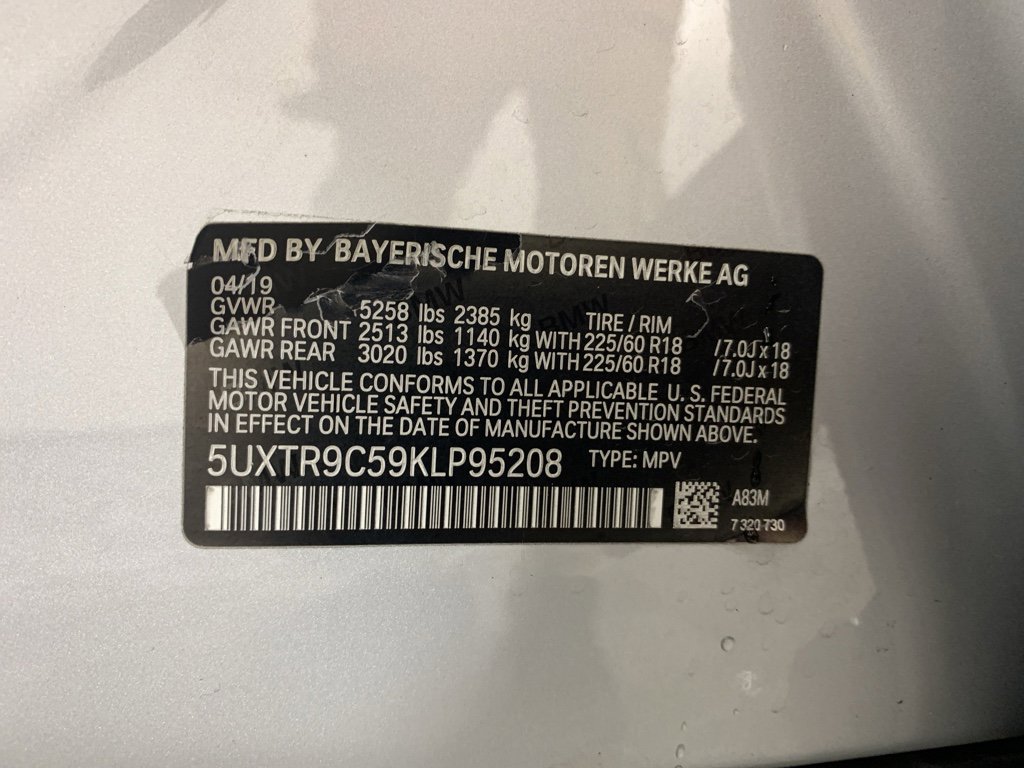 MFD BY BAYERISCHE MOTOREN WERKE AG
04/19
GVWR 5258 lbs 2385 kg TIRE / RIM
GAWR FRONT 2513 lbs 1140 kg WITH 225/60 R18 /7.0J x 18
GAWR REAR 3020 lbs 1370 kg WITH 225/60 R18 /7.0J x 18
THIS VEHICLE CONFORMS TO ALL APPLICABLE U. S. FEDERAL
MOTOR VEHICLE SAFETY AND THEFT PREVENTION STANDARDS
IN EFFECT ON THE DATE OF MANUFACTURE SHOWN ABOVE.
5UXTR9C59KLP95208 TYPE: MPV
A83M
7 320 730
BMW
BMW